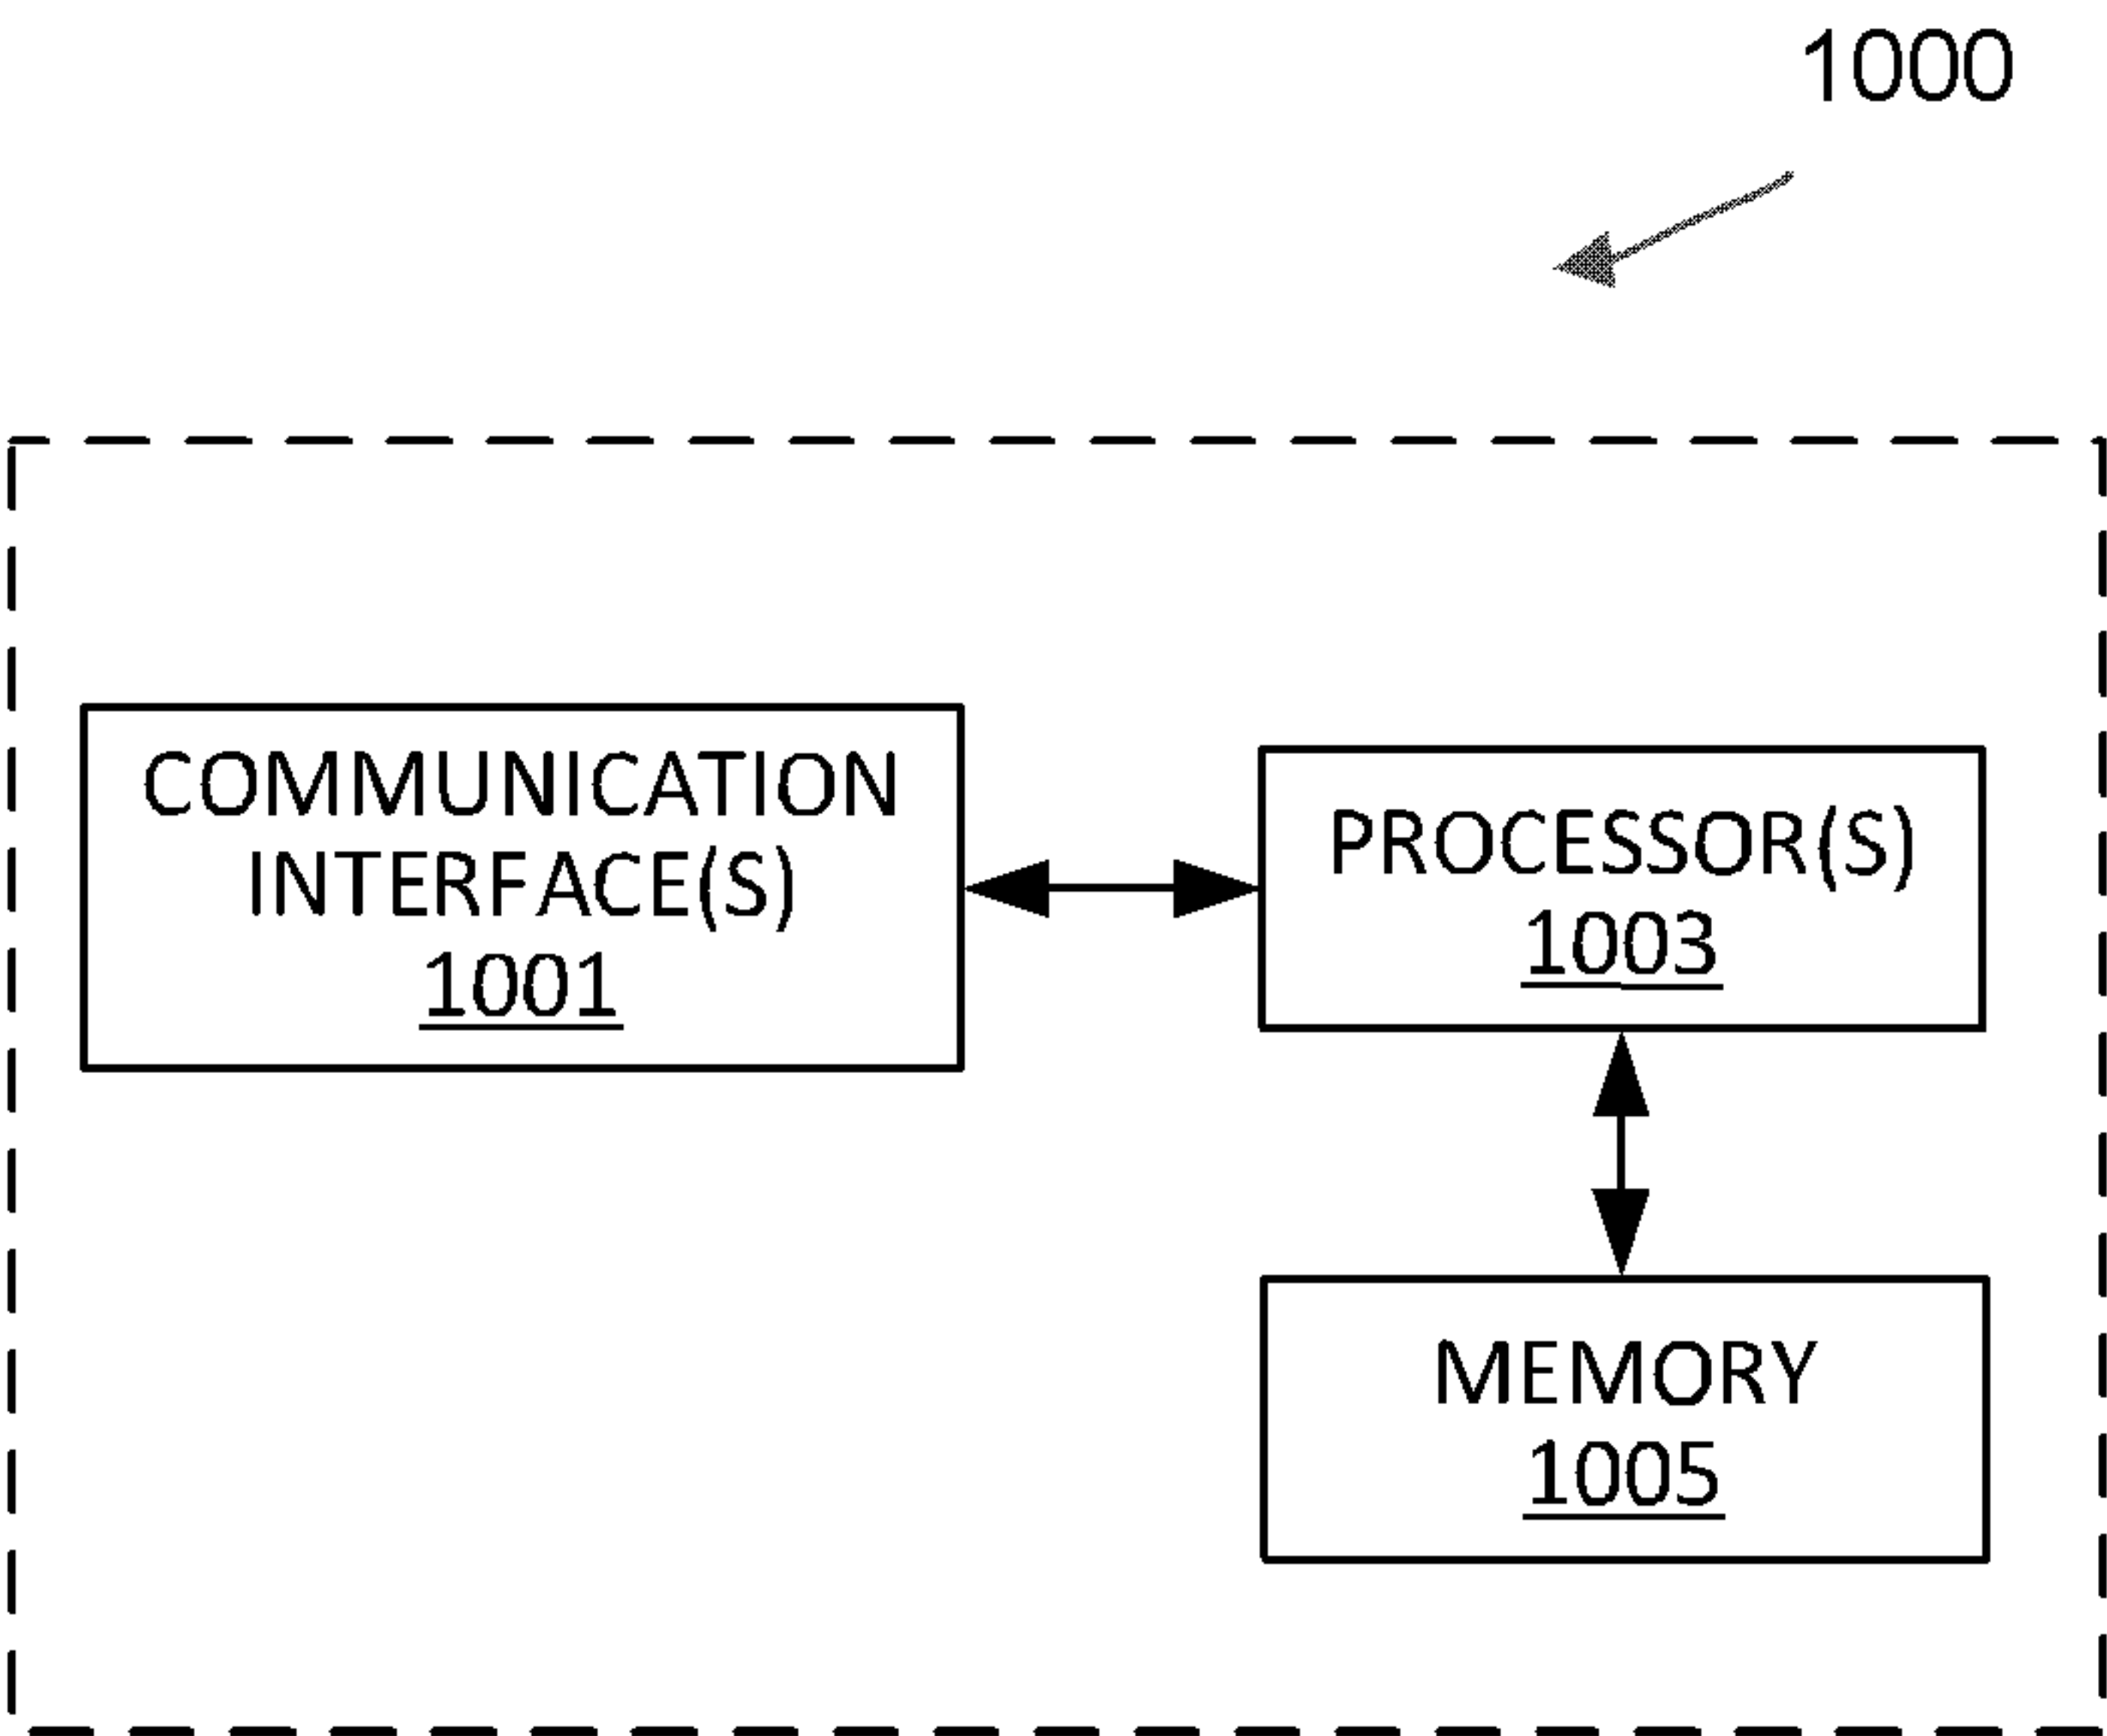 1000
COMMUNICATION
INTERFACE(S)
1001
PROCESSOR(S)
1003
MEMORY
1005